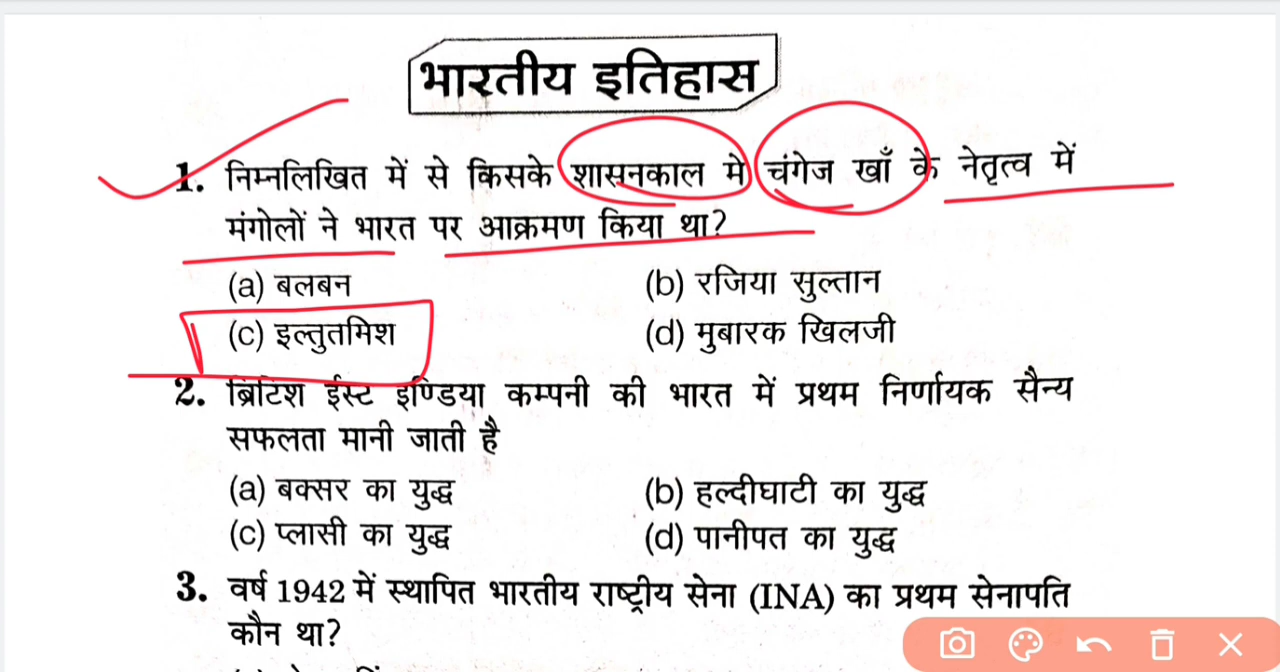 भारतीय इतिहास
1. निम्नलिखित में से किसके शासनकाल मे चंगेज खाँ के नेतृत्व में
मंगोलों ने भारत पर आक्रमण किया था?
(a) बलबन (b) रजिया सुल्तान
(c) इल्तुतमिश (d) मुबारक खिलजी
2. ब्रिटिश ईस्ट इण्डिया कम्पनी की भारत में प्रथम निर्णायक सैन्य
सफलता मानी जाती है
(a) बक्सर का युद्ध (b) हल्दीघाटी का युद्ध
(c) प्लासी का युद्ध (d) पानीपत का युद्ध
3. वर्ष 1942 में स्थापित भारतीय राष्ट्रीय सेना (INA) का प्रथम सेनापति
कौन था?